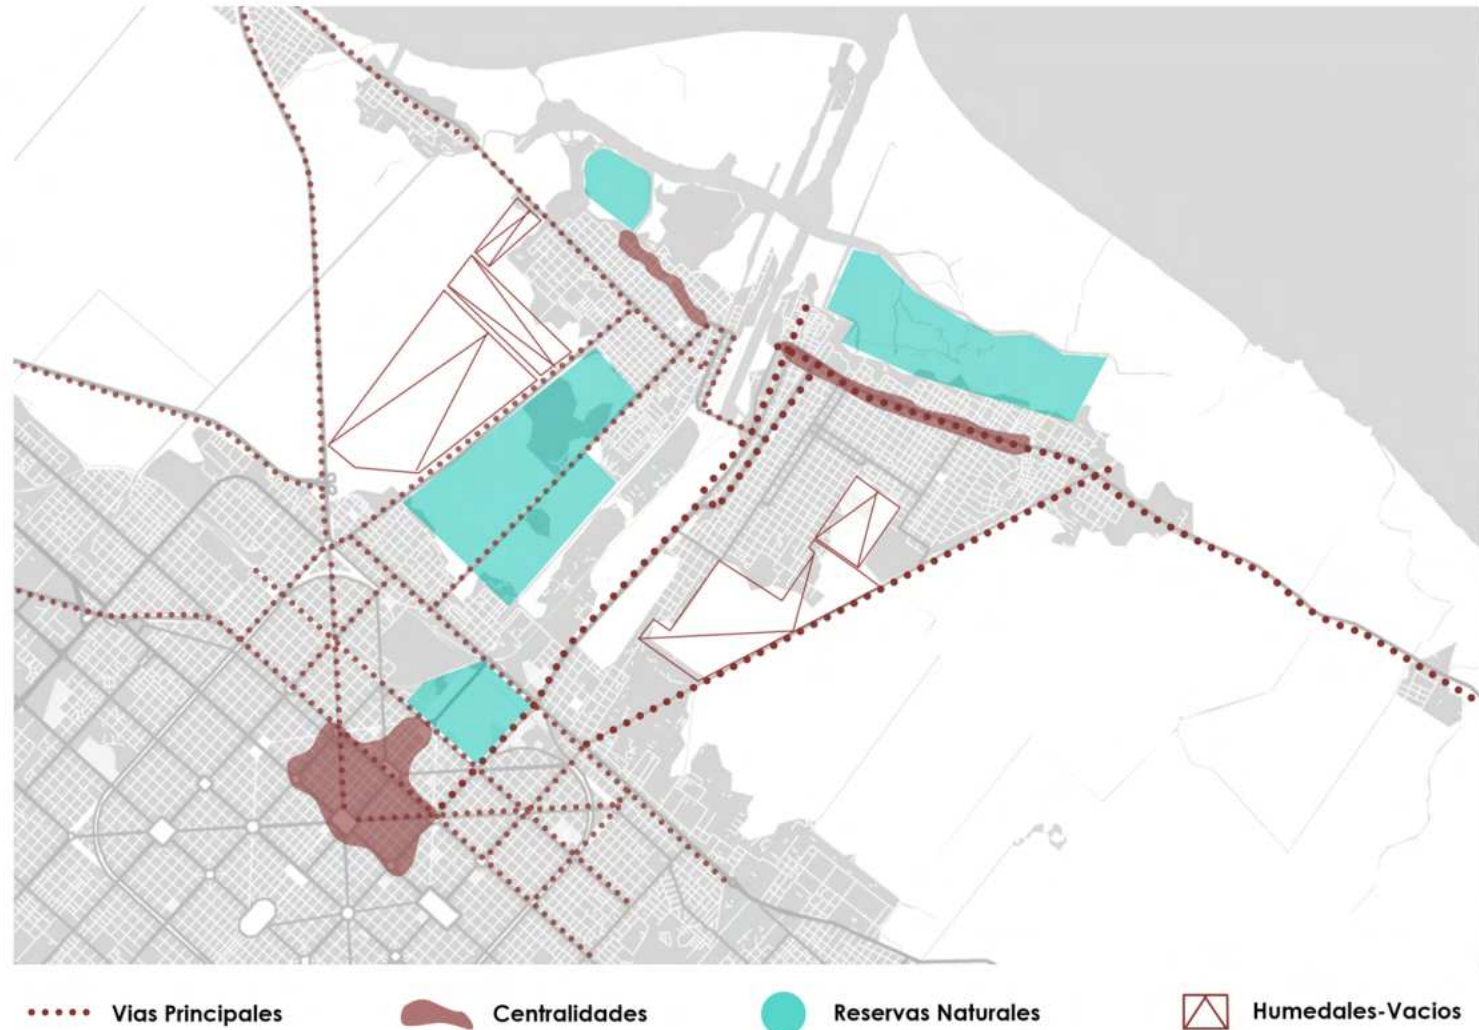 Vias Principales
Centralidades
Reservas Naturales
Humedales-Vacios